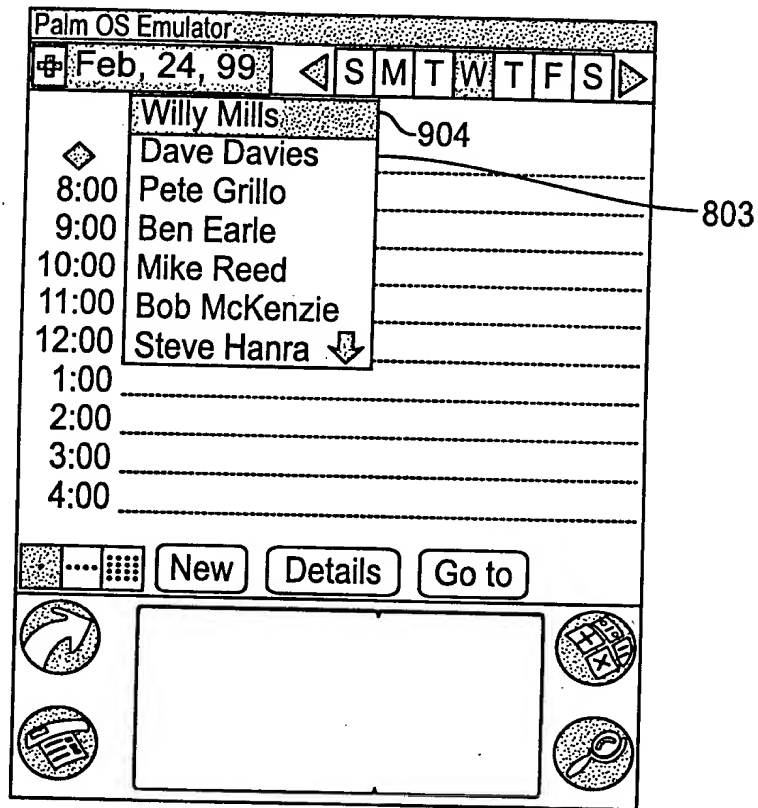 Palm OS Emulator
Feb, 24, 99 S M T W T F S
Willy Mills
904
Dave Davies
803
8:00 Pete Grillo
9:00 Ben Earle
10:00 Mike Reed
11:00 Bob McKenzie
12:00 Steve Hanra
1:00
2:00
3:00
4:00
New Details Go to